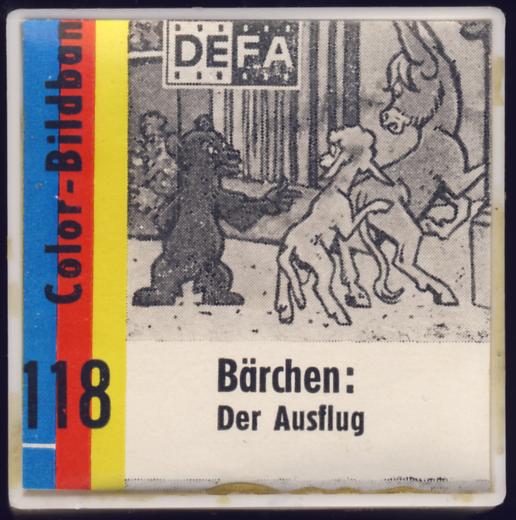 DEFA
Color-Bildban
118
Bärchen:
Der Ausflug